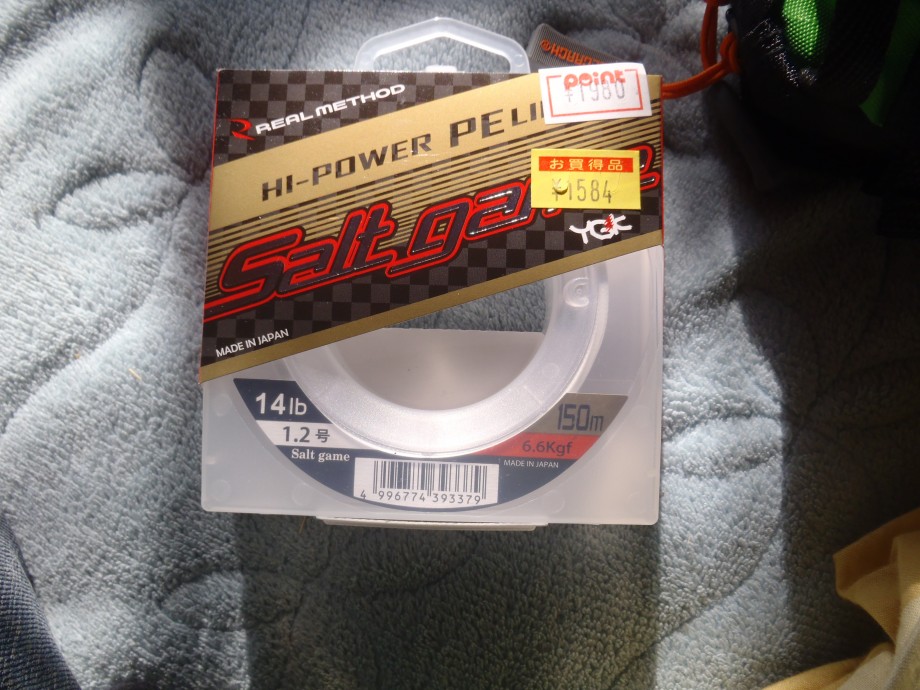 REAL METHOD
point
¥1980
HI-POWER PE LI
お買得品
¥1584
Salt game
YGK
MADE IN JAPAN
14lb
1.2号
Salt game
150m
6.6Kgf
MADE IN JAPAN
4 996774 393379